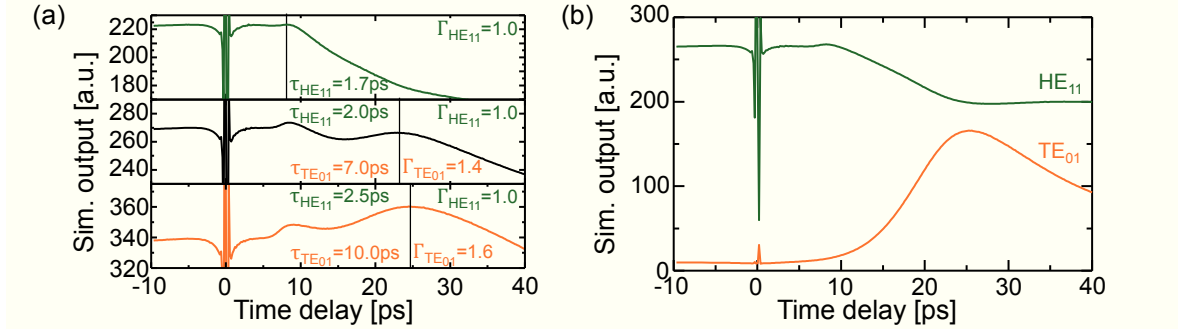 (a)
Sim. output [a.u.]
220
200
180
Γ_HE11=1.0
τ_HE11=1.7ps
280
260
240
τ_HE11=2.0ps
Γ_HE11=1.0
τ_TE01=7.0ps
Γ_TE01=1.4
360
340
320
τ_HE11=2.5ps
Γ_HE11=1.0
τ_TE01=10.0ps
Γ_TE01=1.6
-10 0 10 20 30 40
Time delay [ps]
(b)
Sim. output [a.u.]
300
200
100
0
HE11
TE01
-10 0 10 20 30 40
Time delay [ps]